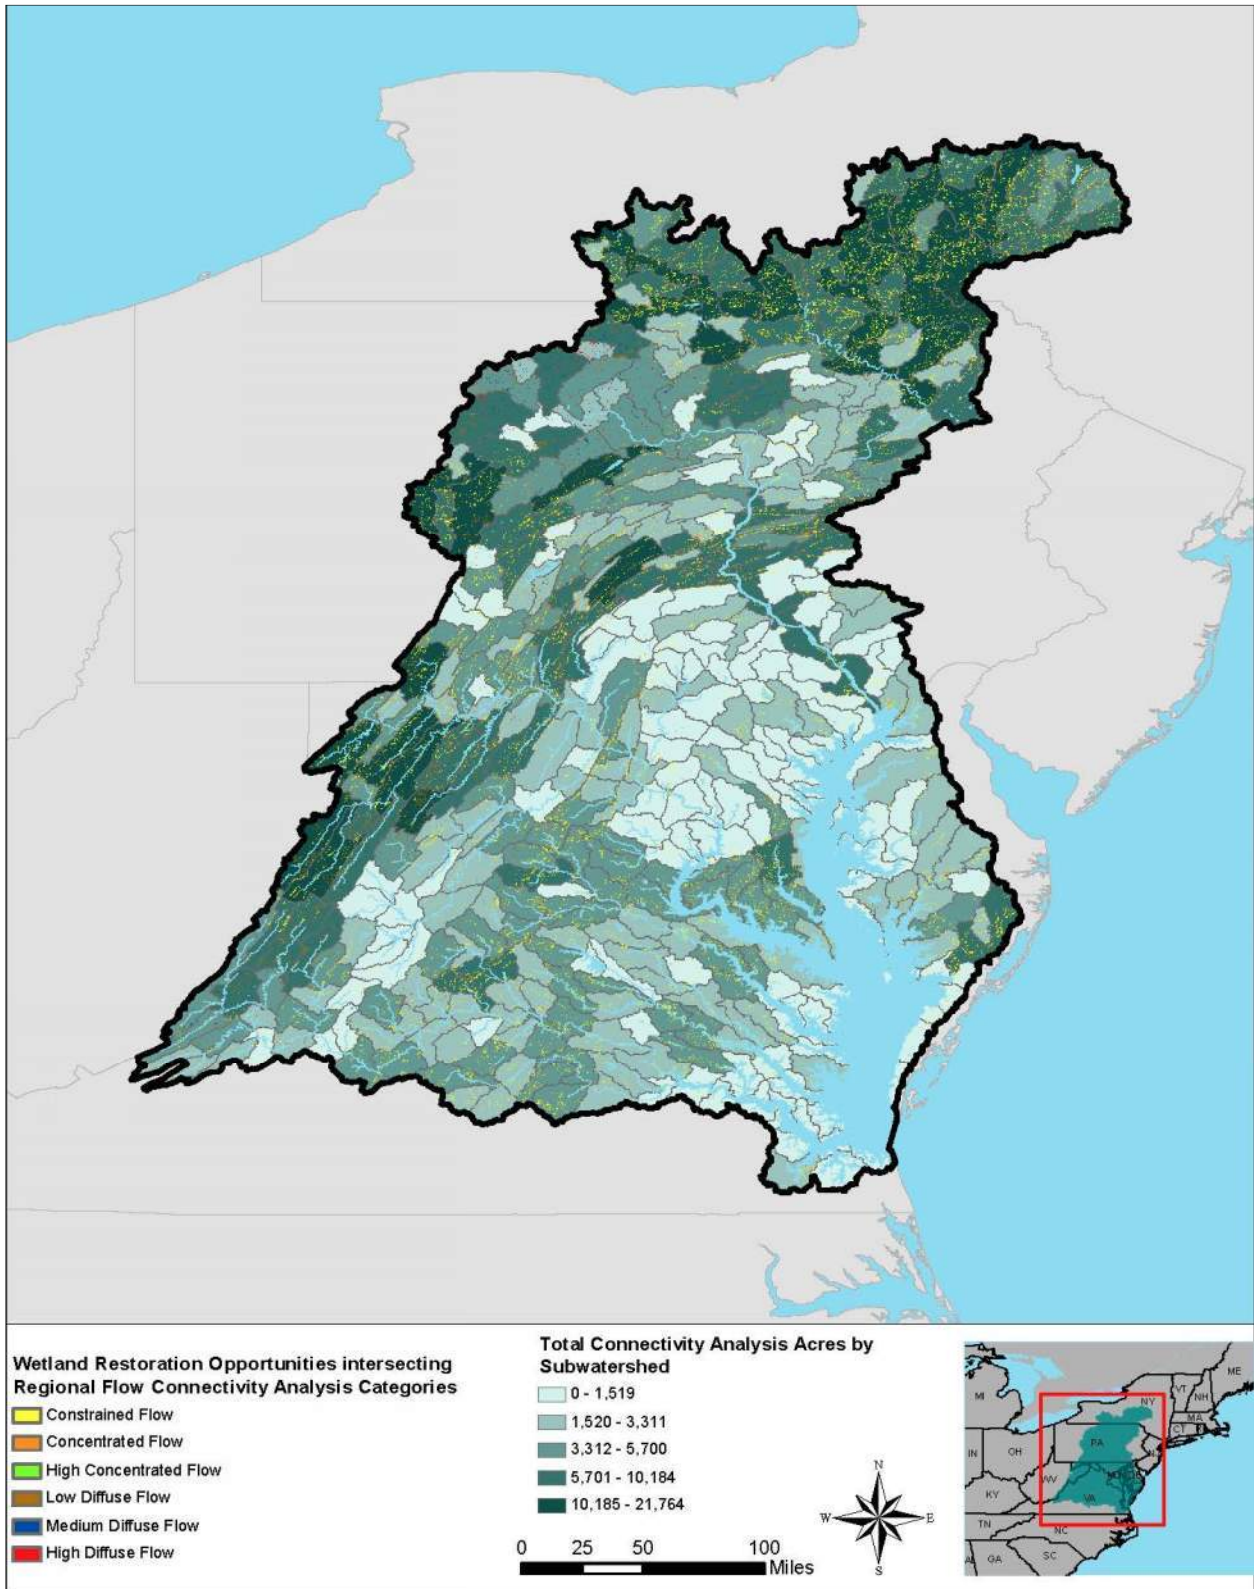 Wetland Restoration Opportunities intersecting
Regional Flow Connectivity Analysis Categories
Constrained Flow
Concentrated Flow
High Concentrated Flow
Low Diffuse Flow
Medium Diffuse Flow
High Diffuse Flow
Total Connectivity Analysis Acres by
Subwatershed
0 - 1,519
1,520 - 3,311
3,312 - 5,700
5,701 - 10,184
10,185 - 21,764
0 25 50 100
Miles
N
W E
S
ME
VT
NH
MI
NY
MA
CT
PA
IN
OH
WV
KY
VA
TN
NC
GA
SC